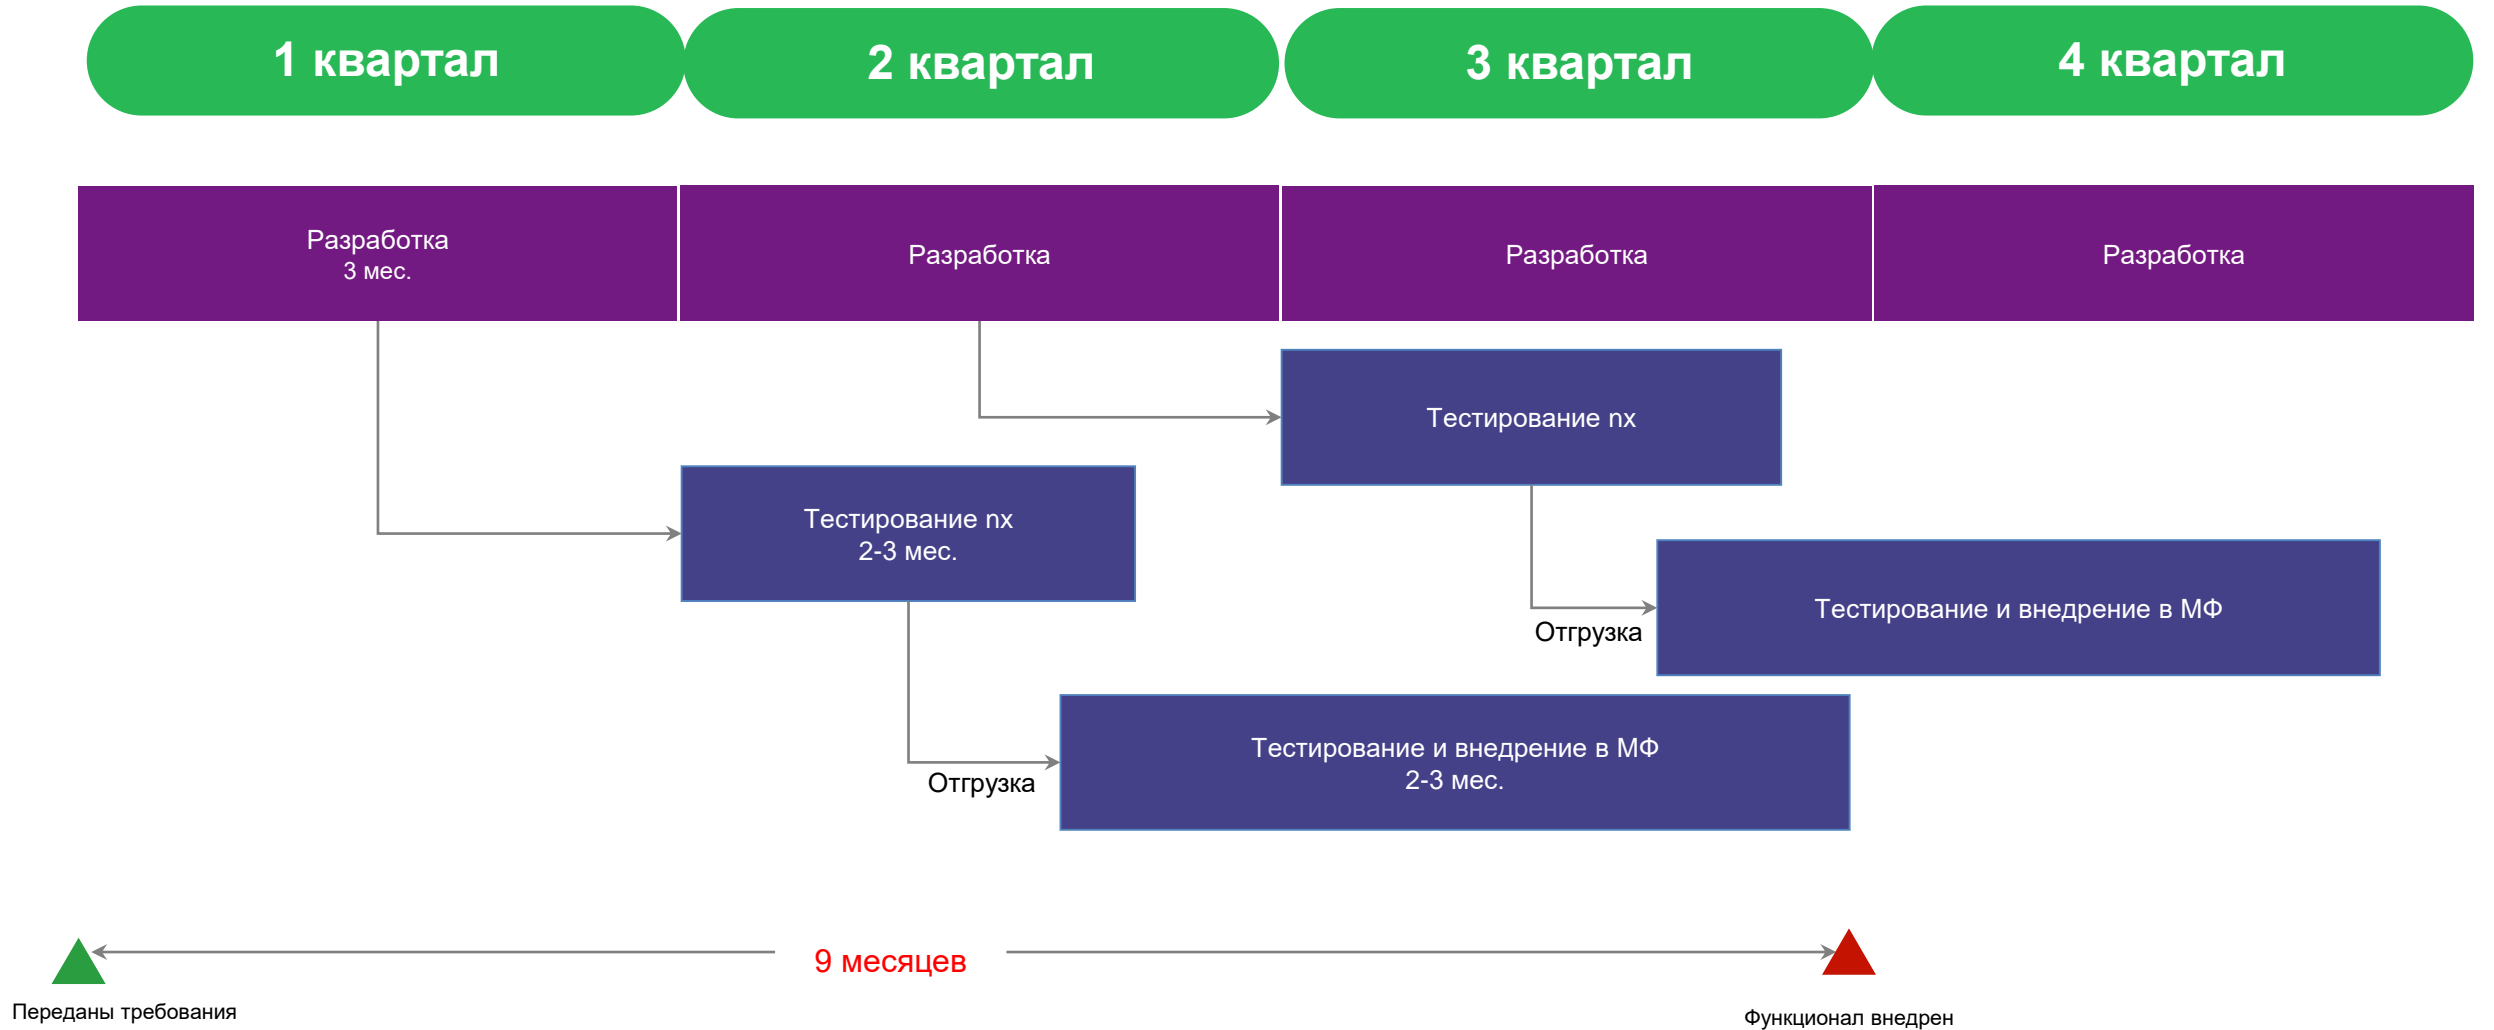 1 квартал
2 квартал
3 квартал
4 квартал
Разработка
3 мес.
Разработка
Разработка
Разработка
Тестирование nx
Тестирование nx
2-3 мес.
Тестирование и внедрение в МФ
Отгрузка
Тестирование и внедрение в МФ
2-3 мес.
Отгрузка
9 месяцев
Переданы требования
Функционал внедрен